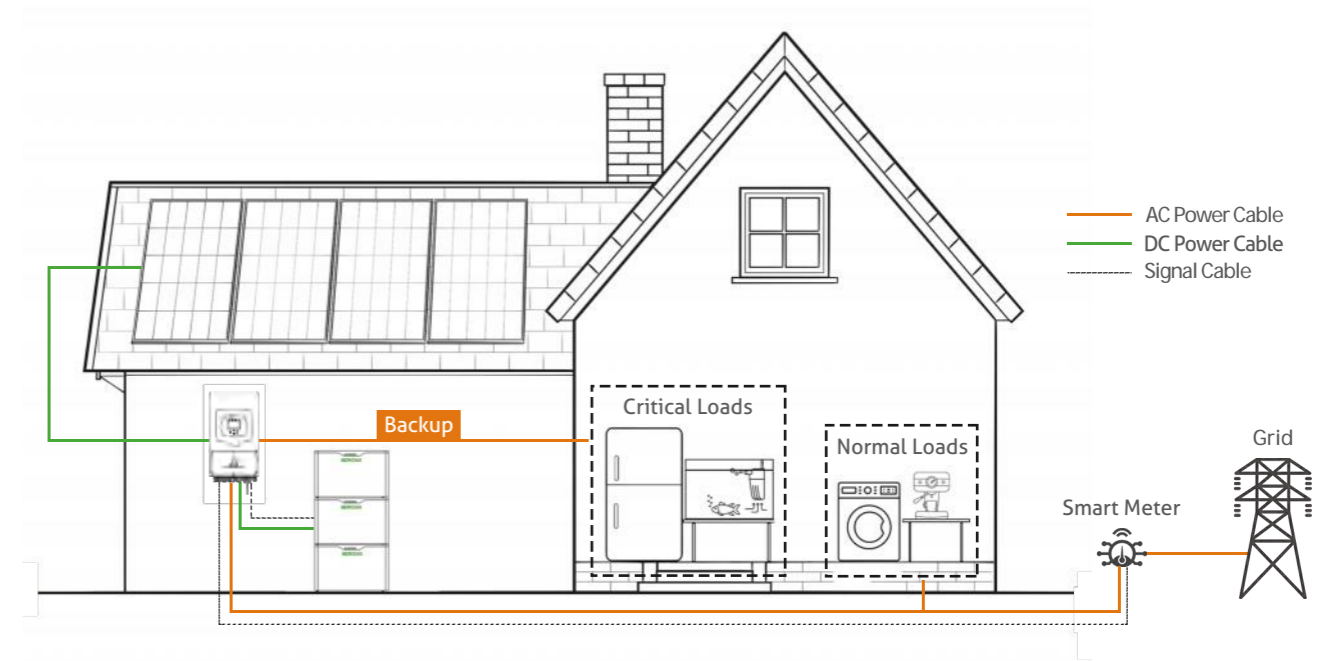 AC Power Cable
DC Power Cable
Signal Cable
Backup
Critical Loads
Normal Loads
Grid
Smart Meter